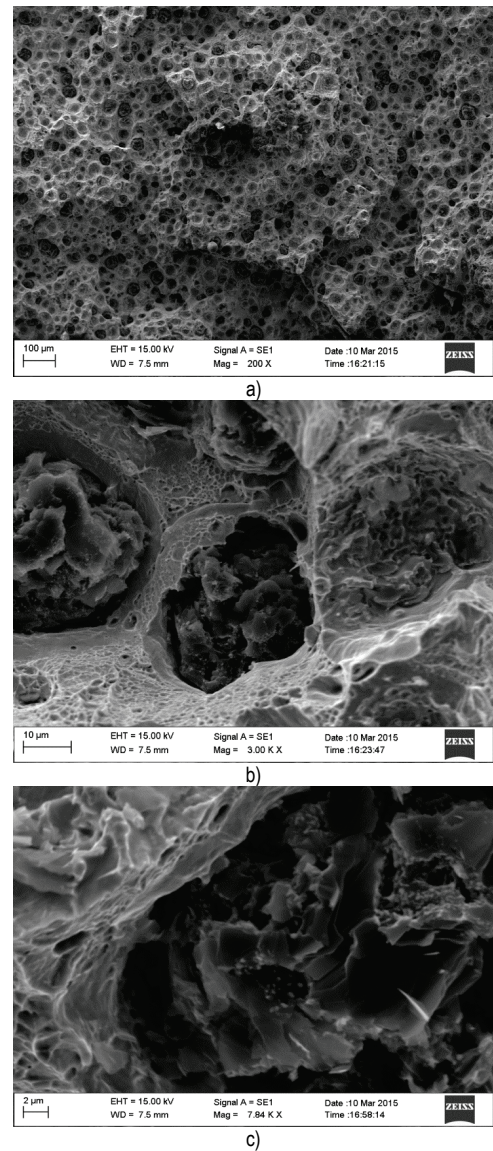 100 µm EHT = 15.00 kV Signal A = SE1 Date :10 Mar 2015 ZEISS
WD = 7.5 mm Mag = 200 X Time :16:21:15
a)
10 µm EHT = 15.00 kV Signal A = SE1 Date :10 Mar 2015 ZEISS
WD = 7.5 mm Mag = 3.00 K X Time :16:23:47
b)
2 µm EHT = 15.00 kV Signal A = SE1 Date :10 Mar 2015 ZEISS
WD = 7.5 mm Mag = 7.84 K X Time :16:58:14
c)